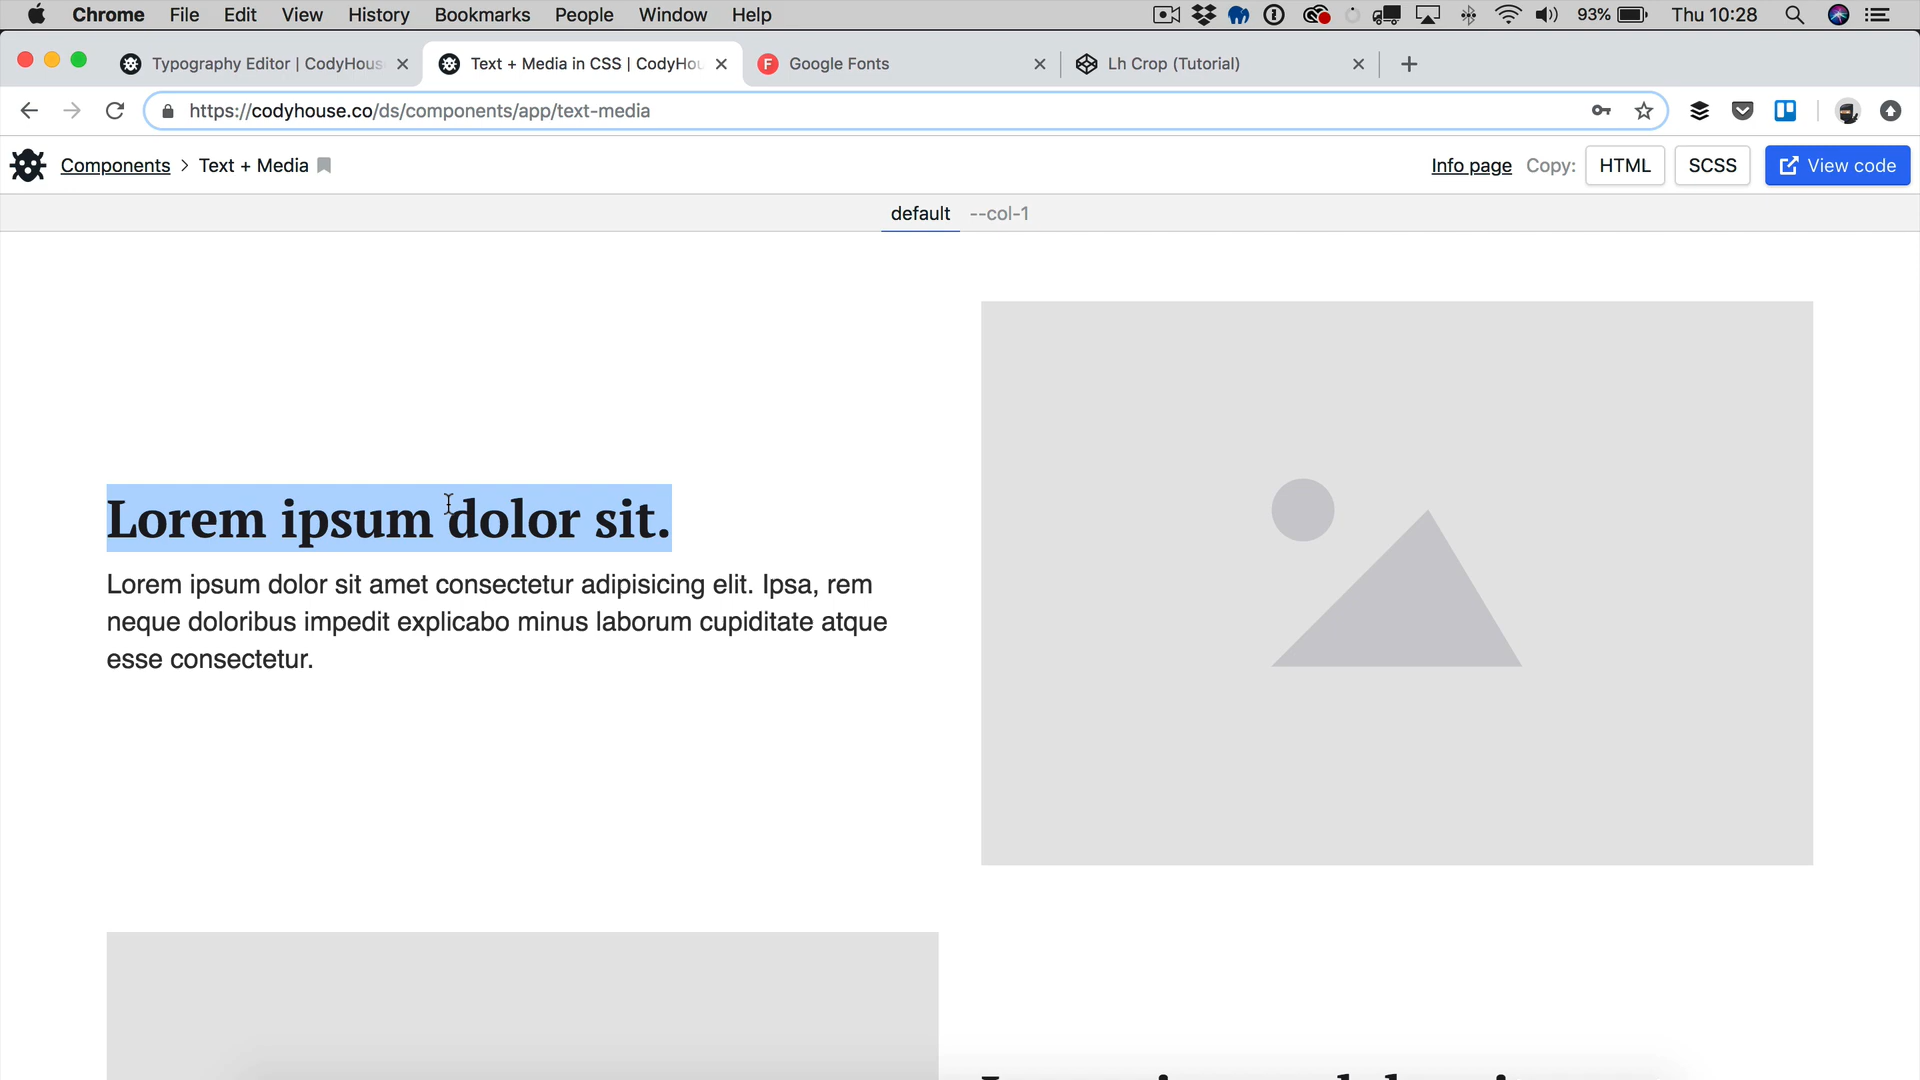 Chrome File Edit View History Bookmarks People Window Help 93% Thu 10:28
Typography Editor | CodyHous Text + Media in CSS | CodyHou Google Fonts Lh Crop (Tutorial)
https://codyhouse.co/ds/components/app/text-media
Components > Text + Media Info page Copy: HTML SCSS View code
default --col-1
Lorem ipsum dolor sit.
Lorem ipsum dolor sit amet consectetur adipisicing elit. Ipsa, rem
neque doloribus impedit explicabo minus laborum cupiditate atque
esse consectetur.